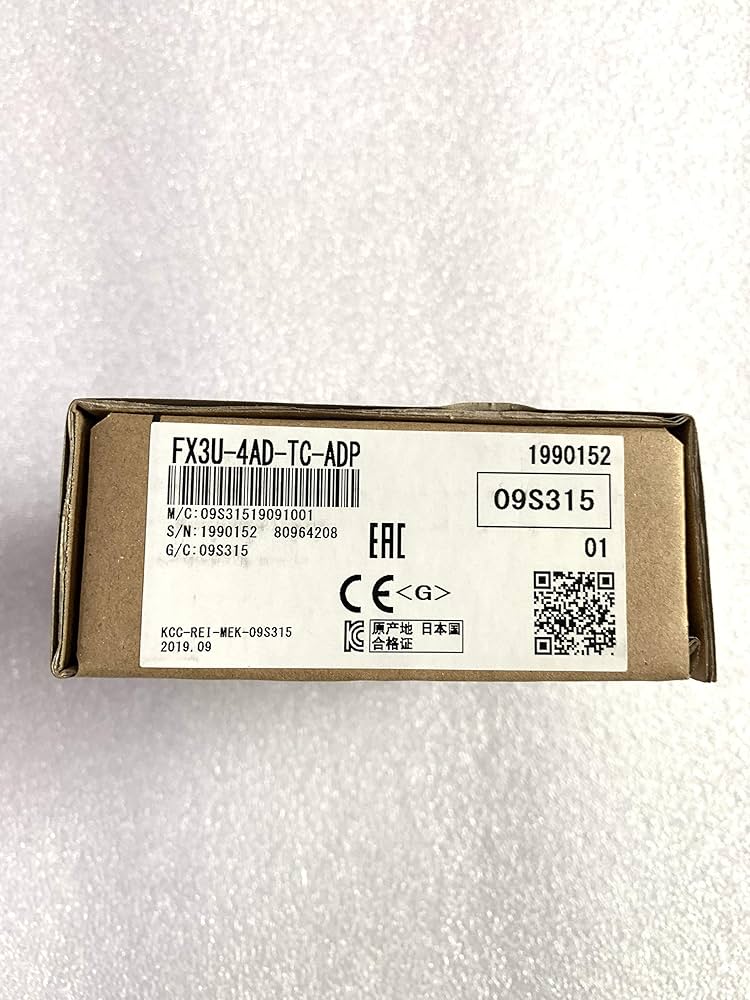 FX3U-4AD-TC-ADP
1990152
M/C:09S31519091001
S/N:1990152 80964208
G/C:09S315
09S315
01
EAC
CE<G>
KCC-REI-MEK-09S315
2019.09
KC
原产地 日本国
合格证